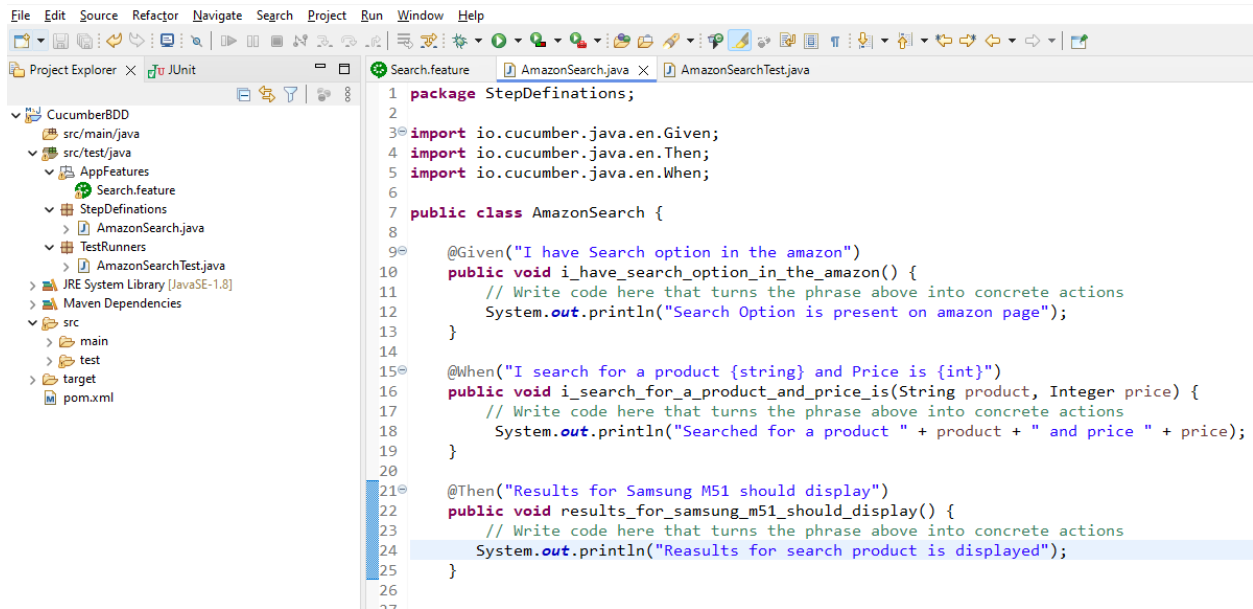 File Edit Source Refactor Navigate Search Project Run Window Help
Project Explorer JUnit
Search.feature AmazonSearch.java AmazonSearchTest.java
CucumberBDD
src/main/java
src/test/java
AppFeatures
Search.feature
StepDefinations
AmazonSearch.java
TestRunners
AmazonSearchTest.java
JRE System Library [JavaSE-1.8]
Maven Dependencies
src
main
test
target
pom.xml
1 package StepDefinations;
2
3 import io.cucumber.java.en.Given;
4 import io.cucumber.java.en.Then;
5 import io.cucumber.java.en.When;
6
7 public class AmazonSearch {
8
9 @Given("I have Search option in the amazon")
10 public void i_have_search_option_in_the_amazon() {
11 // Write code here that turns the phrase above into concrete actions
12 System.out.println("Search Option is present on amazon page");
13 }
14
15 @When("I search for a product {string} and Price is {int}")
16 public void i_search_for_a_product_and_price_is(String product, Integer price) {
17 // Write code here that turns the phrase above into concrete actions
18 System.out.println("Searched for a product " + product + " and price " + price);
19 }
20
21 @Then("Results for Samsung M51 should display")
22 public void results_for_samsung_m51_should_display() {
23 // Write code here that turns the phrase above into concrete actions
24 System.out.println("Reasults for search product is displayed");
25 }
26
27